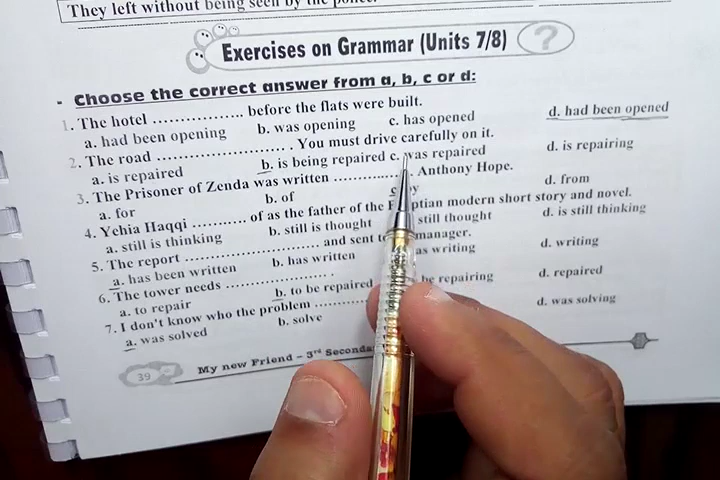 They left without being seen by the police.
Exercises on Grammar (Units 7/8) ?
- Choose the correct answer from a, b, c or d:
1. The hotel ................ before the flats were built.
a. had been opening b. was opening c. has opened d. had been opened
2. The road ...................... . You must drive carefully on it.
a. is repaired b. is being repaired c. was repaired d. is repairing
3. The Prisoner of Zenda was written ............. . Anthony Hope.
a. for b. of d. from
4. Yehia Haqqi .......... of as the father of the Egyptian modern short story and novel.
a. still is thinking b. still is thought still thought d. is still thinking
5. The report ...................... and sent manager.
a. has been written b. has written as writing d. writing
6. The tower needs .................... .
a. to repair b. to be repaired be repairing d. repaired
7. I don't know who the problem ............
a. was solved b. solve d. was solving
39 My new Friend – 3rd